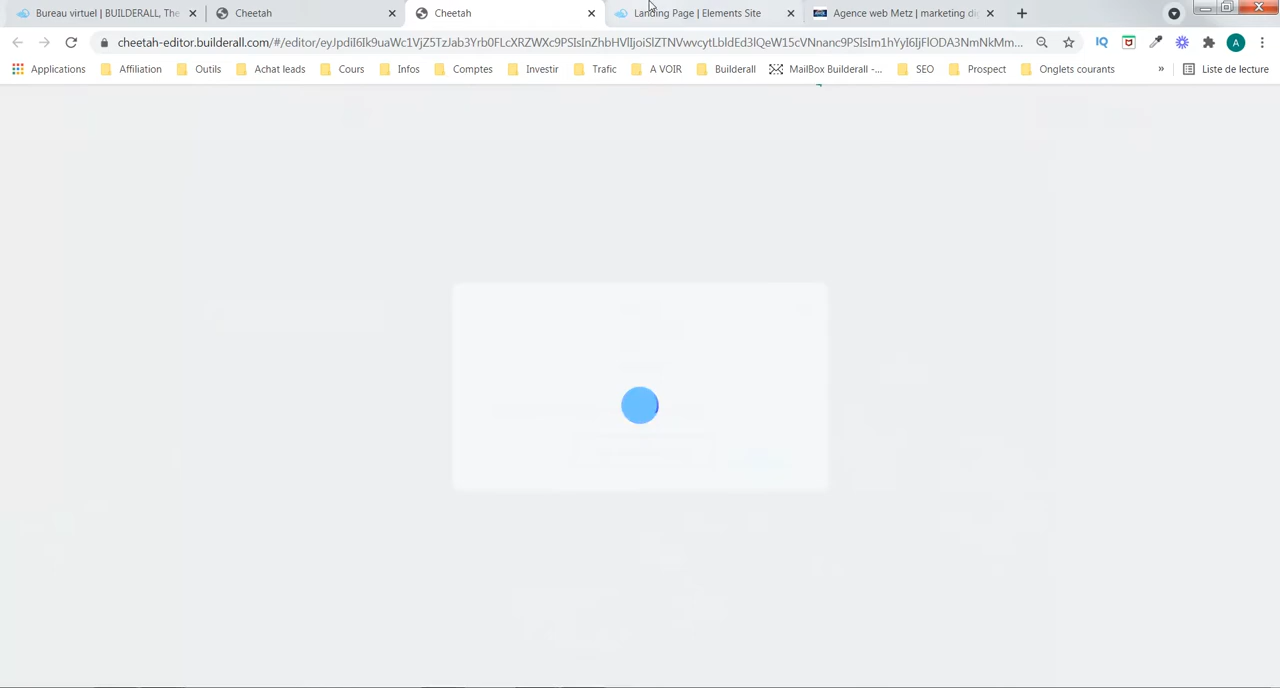 Bureau virtuel | BUILDERALL, The
Cheetah
Cheetah
Landing Page | Elements Site
Agence web Metz | marketing di
cheetah-editor.builderall.com/#/editor/
Applications
Affiliation
Outils
Achat leads
Cours
Infos
Comptes
Investir
Trafic
A VOIR
Builderall
MailBox Builderall -...
SEO
Prospect
Onglets courants
»
Liste de lecture
IQ
A